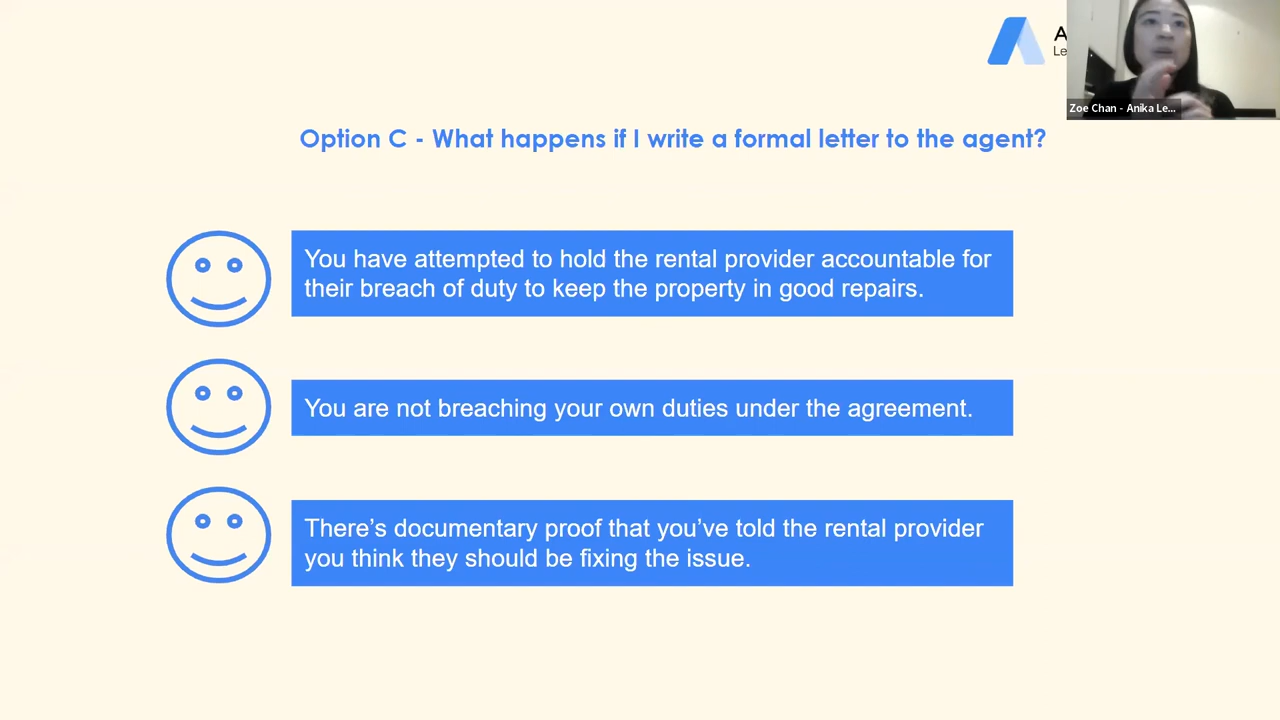 A
Le
Zoe Chan - Anika Le...
Option C - What happens if I write a formal letter to the agent?
You have attempted to hold the rental provider accountable for
their breach of duty to keep the property in good repairs.
You are not breaching your own duties under the agreement.
There’s documentary proof that you’ve told the rental provider
you think they should be fixing the issue.